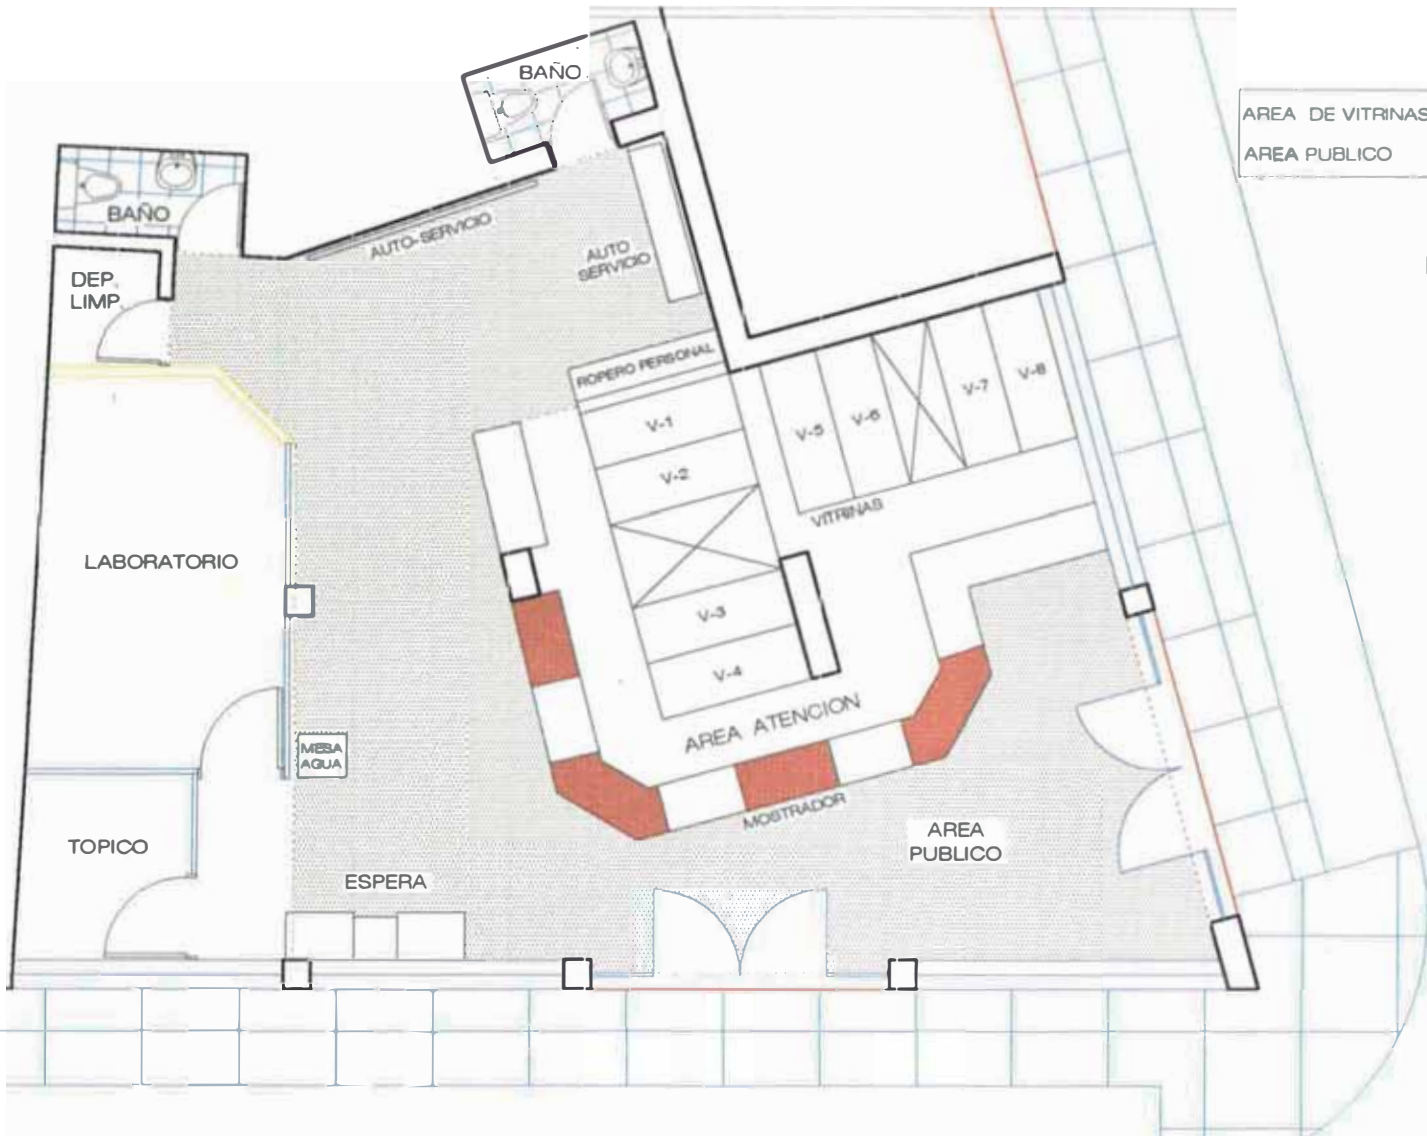 BAÑO
AREA DE VITRINAS
AREA PUBLICO
BAÑO
AUTO-SERVICIO
AUTO
SERVICIO
DEP.
LIMP.
ROPERO PERSONAL
V-1
V-2
V-5
V-6
V-7
V-8
VITRINAS
LABORATORIO
V-3
V-4
AREA ATENCION
MESA
AGUA
MOSTRADOR
TOPICO
AREA
PUBLICO
ESPERA